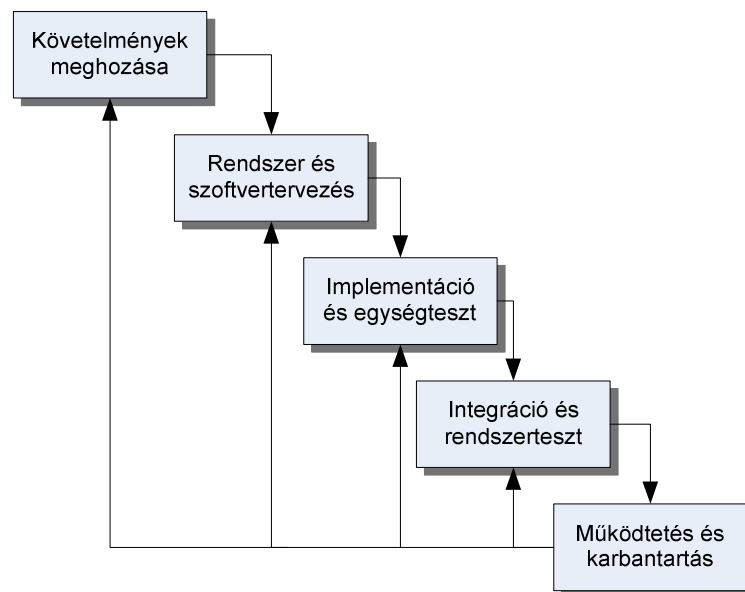 Követelmények
meghozása
Rendszer és
szoftvertervezés
Implementáció
és egységteszt
Integráció és
rendszerteszt
Működtetés és
karbantartás